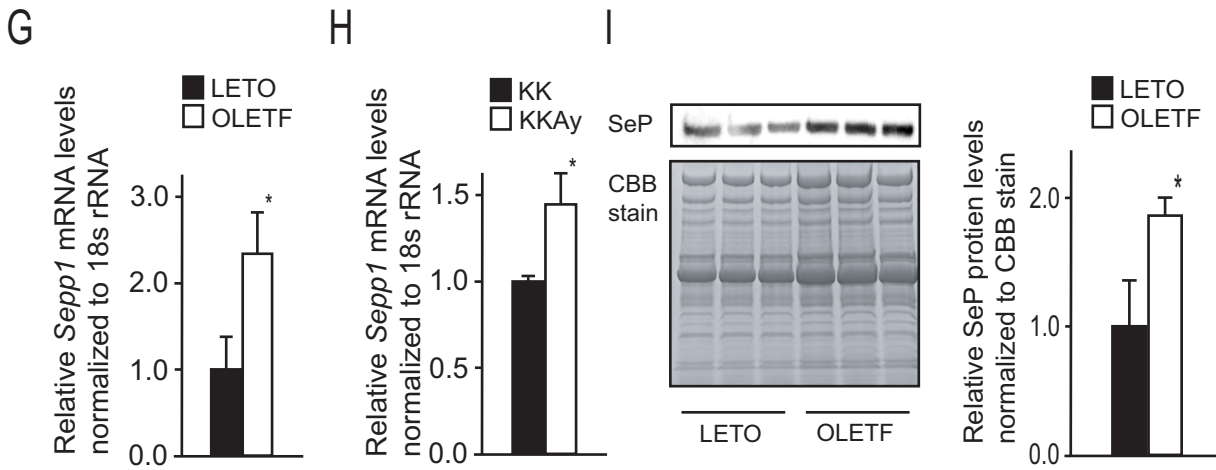 G
LETO
OLETF
Relative Sepp1 mRNA levels
normalized to 18s rRNA
3.0
*
2.0
1.0
0.0
H
KK
KKAy
Relative Sepp1 mRNA levels
normalized to 18s rRNA
*
1.5
1.0
0.5
0.0
I
SeP
CBB
stain
LETO OLETF
LETO
OLETF
Relative SeP protien levels
normalized to CBB stain
*
2.0
1.0
0.0